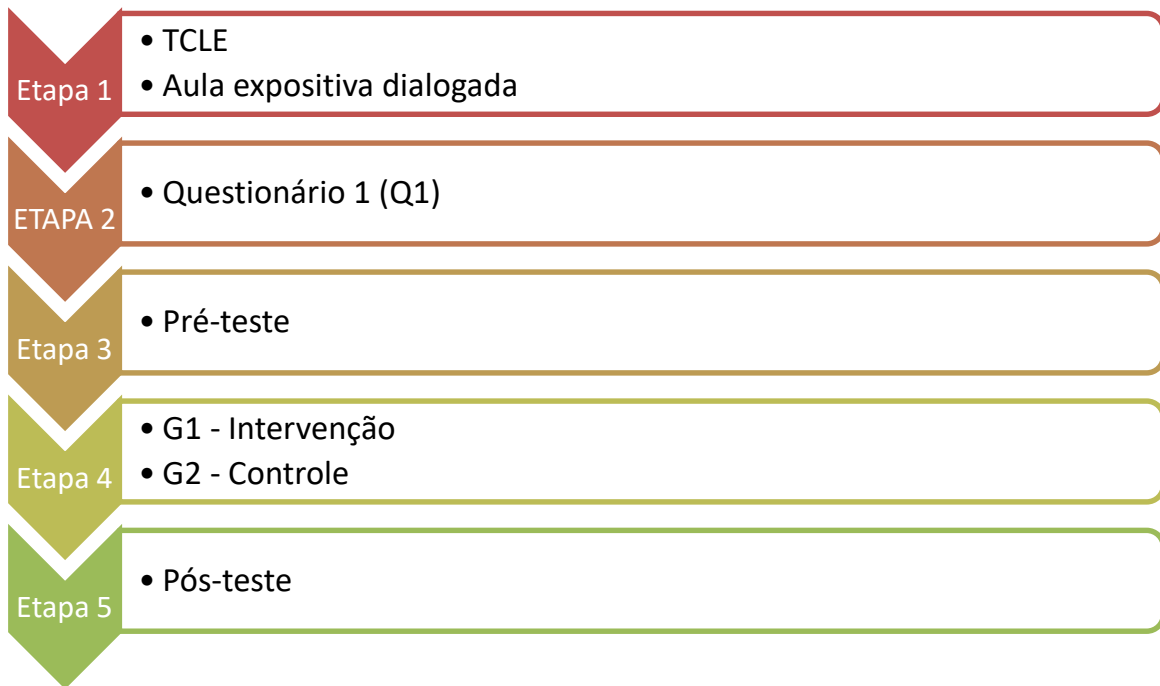 Etapa 1
• TCLE
• Aula expositiva dialogada
ETAPA 2
• Questionário 1 (Q1)
Etapa 3
• Pré-teste
Etapa 4
• G1 - Intervenção
• G2 - Controle
Etapa 5
• Pós-teste